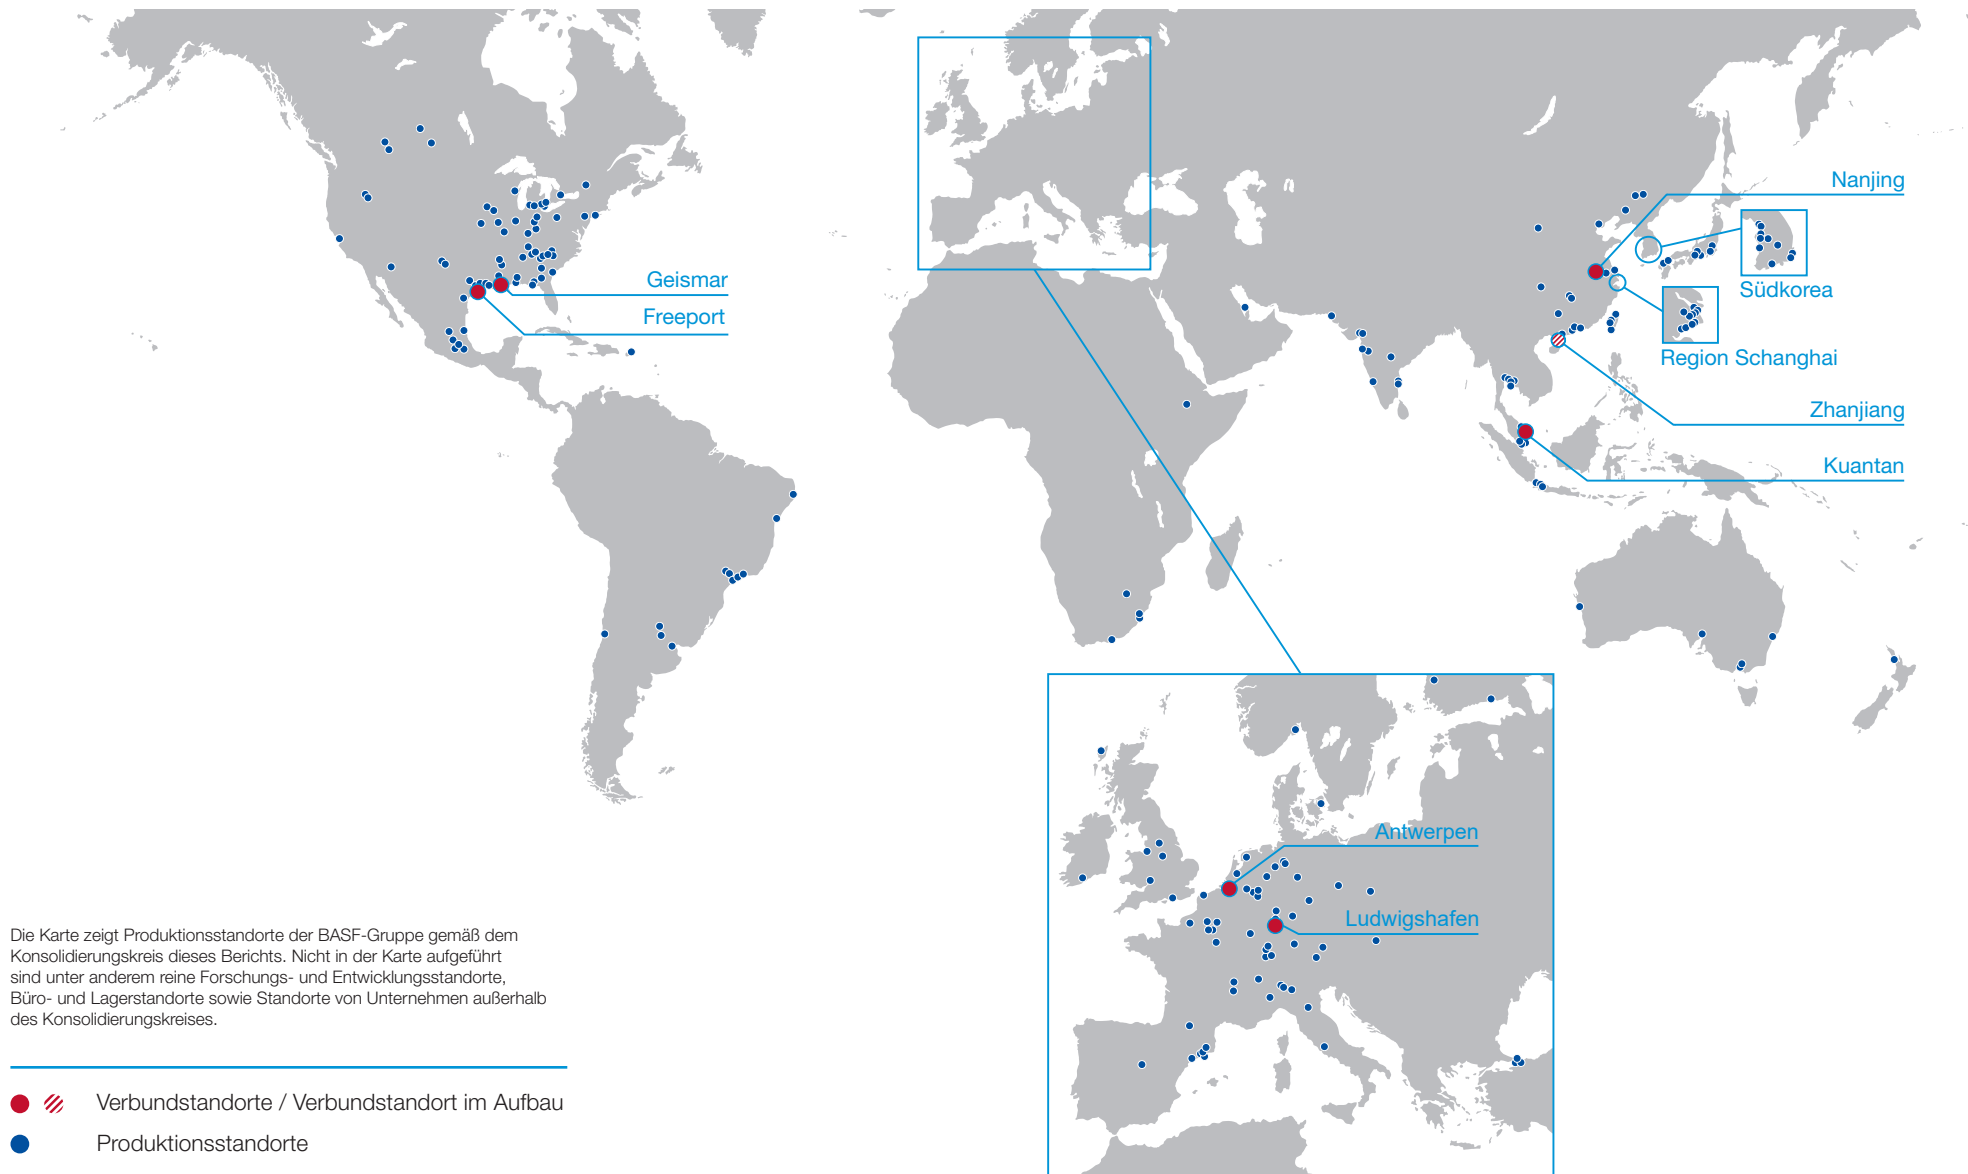 Nanjing
Südkorea
Region Schanghai
Zhanjiang
Kuantan
Geismar
Freeport
Antwerpen
Ludwigshafen
Die Karte zeigt Produktionsstandorte der BASF-Gruppe gemäß dem
Konsolidierungskreis dieses Berichts. Nicht in der Karte aufgeführt
sind unter anderem reine Forschungs- und Entwicklungsstandorte,
Büro- und Lagerstandorte sowie Standorte von Unternehmen außerhalb
des Konsolidierungskreises.
Verbundstandorte / Verbundstandort im Aufbau
Produktionsstandorte